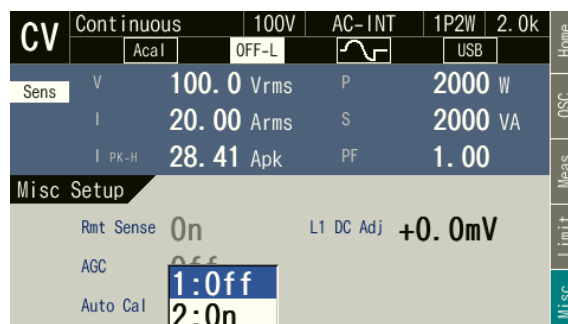 CV Continuous 100V AC-INT 1P2W 2.0k
Acal OFF-L USB
Sens V 100.0 Vrms P 2000 W
I 20.00 Arms S 2000 VA
I PK-H 28.41 Apk PF 1.00
Misc Setup
Rmt Sense On L1 DC Adj +0.0mV
AGC Off
1:Off
Auto Cal 2:On
Home
OSC
Meas
Limit
Misc